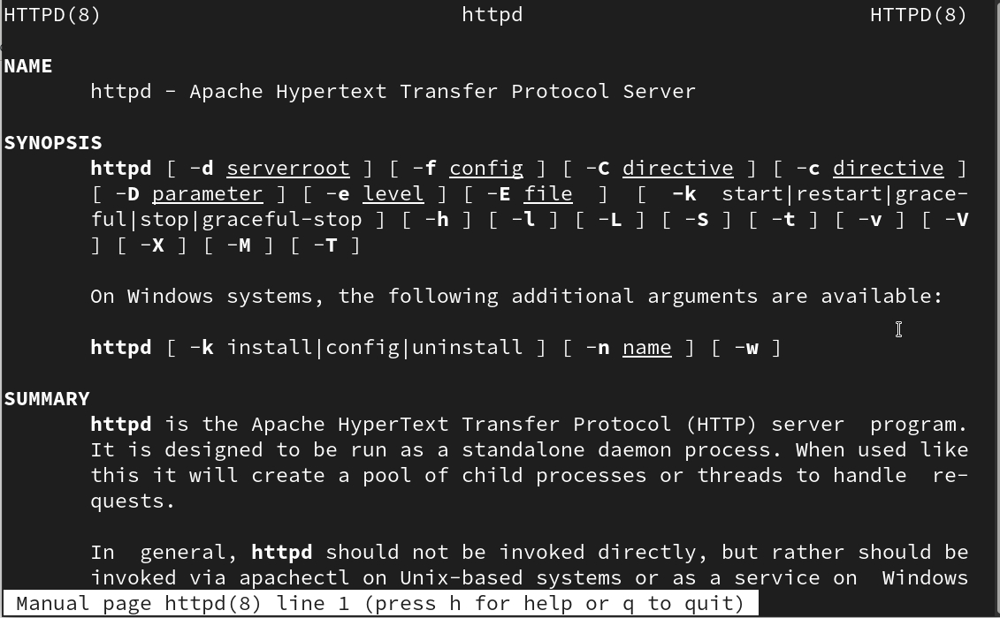 HTTPD(8) httpd HTTPD(8)
NAME
httpd - Apache Hypertext Transfer Protocol Server
SYNOPSIS
httpd [ -d serverroot ] [ -f config ] [ -C directive ] [ -c directive ]
[ -D parameter ] [ -e level ] [ -E file ] [ -k start|restart|grace-
ful|stop|graceful-stop ] [ -h ] [ -l ] [ -L ] [ -S ] [ -t ] [ -v ] [ -V
] [ -X ] [ -M ] [ -T ]
On Windows systems, the following additional arguments are available:
httpd [ -k install|config|uninstall ] [ -n name ] [ -w ]
SUMMARY
httpd is the Apache HyperText Transfer Protocol (HTTP) server program.
It is designed to be run as a standalone daemon process. When used like
this it will create a pool of child processes or threads to handle re-
quests.
In general, httpd should not be invoked directly, but rather should be
invoked via apachectl on Unix-based systems or as a service on Windows
Manual page httpd(8) line 1 (press h for help or q to quit)